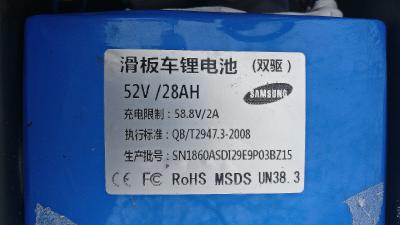 滑板车锂电池 (双驱)
52V /28AH SAMSUNG
充电限制: 58.8V/2A
执行标准: QB/T2947.3-2008
生产批号: SN1860ASDI29E9P03BZ15
CE FC RoHS MSDS UN38.3